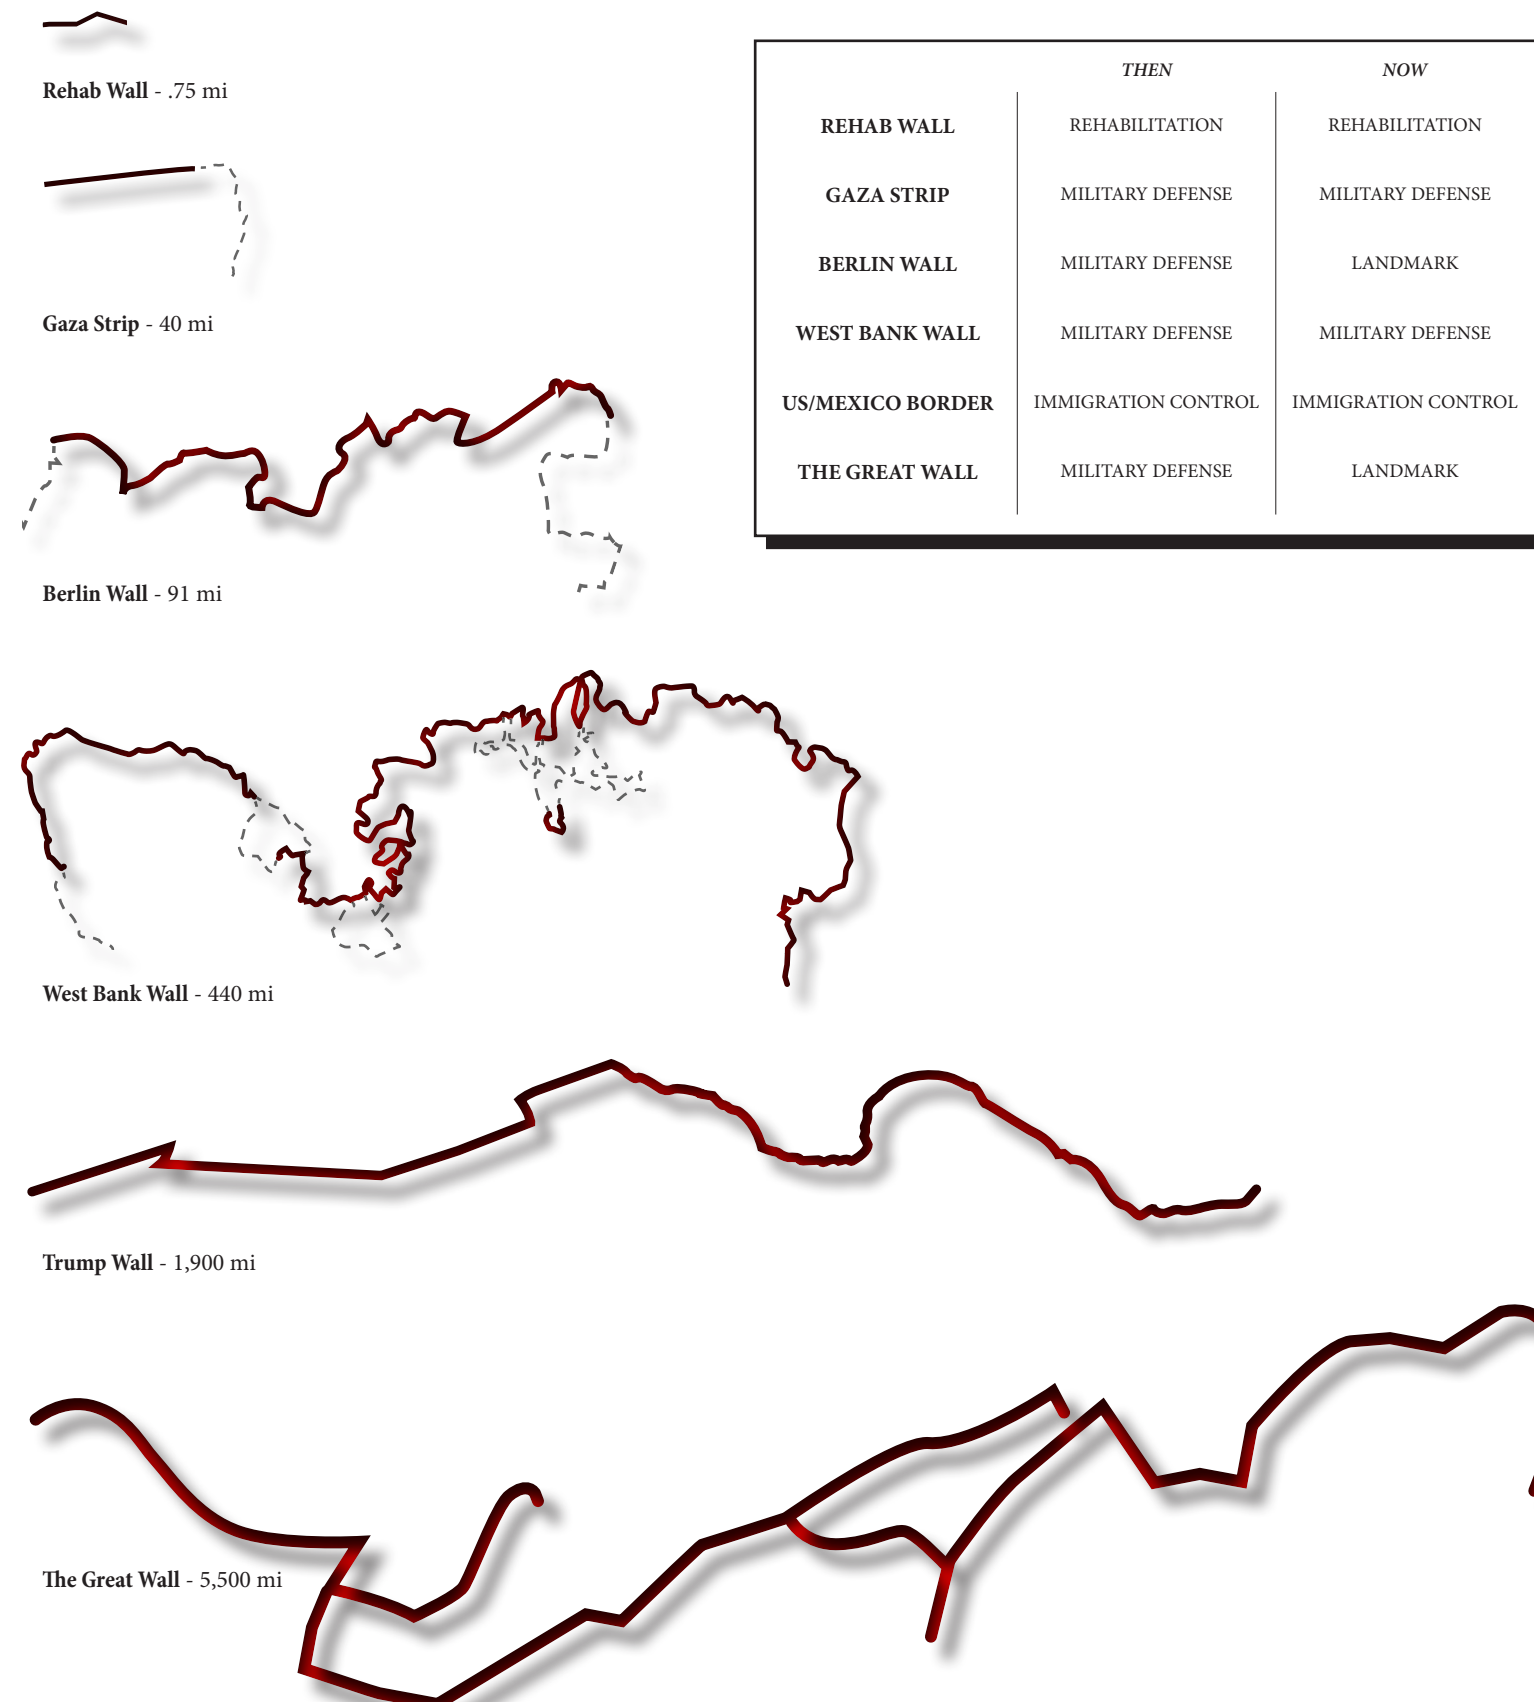 Rehab Wall - .75 mi
Gaza Strip - 40 mi
Berlin Wall - 91 mi
West Bank Wall - 440 mi
Trump Wall - 1,900 mi
The Great Wall - 5,500 mi
THEN NOW
REHAB WALL REHABILITATION REHABILITATION
GAZA STRIP MILITARY DEFENSE MILITARY DEFENSE
BERLIN WALL MILITARY DEFENSE LANDMARK
WEST BANK WALL MILITARY DEFENSE MILITARY DEFENSE
US/MEXICO BORDER IMMIGRATION CONTROL IMMIGRATION CONTROL
THE GREAT WALL MILITARY DEFENSE LANDMARK